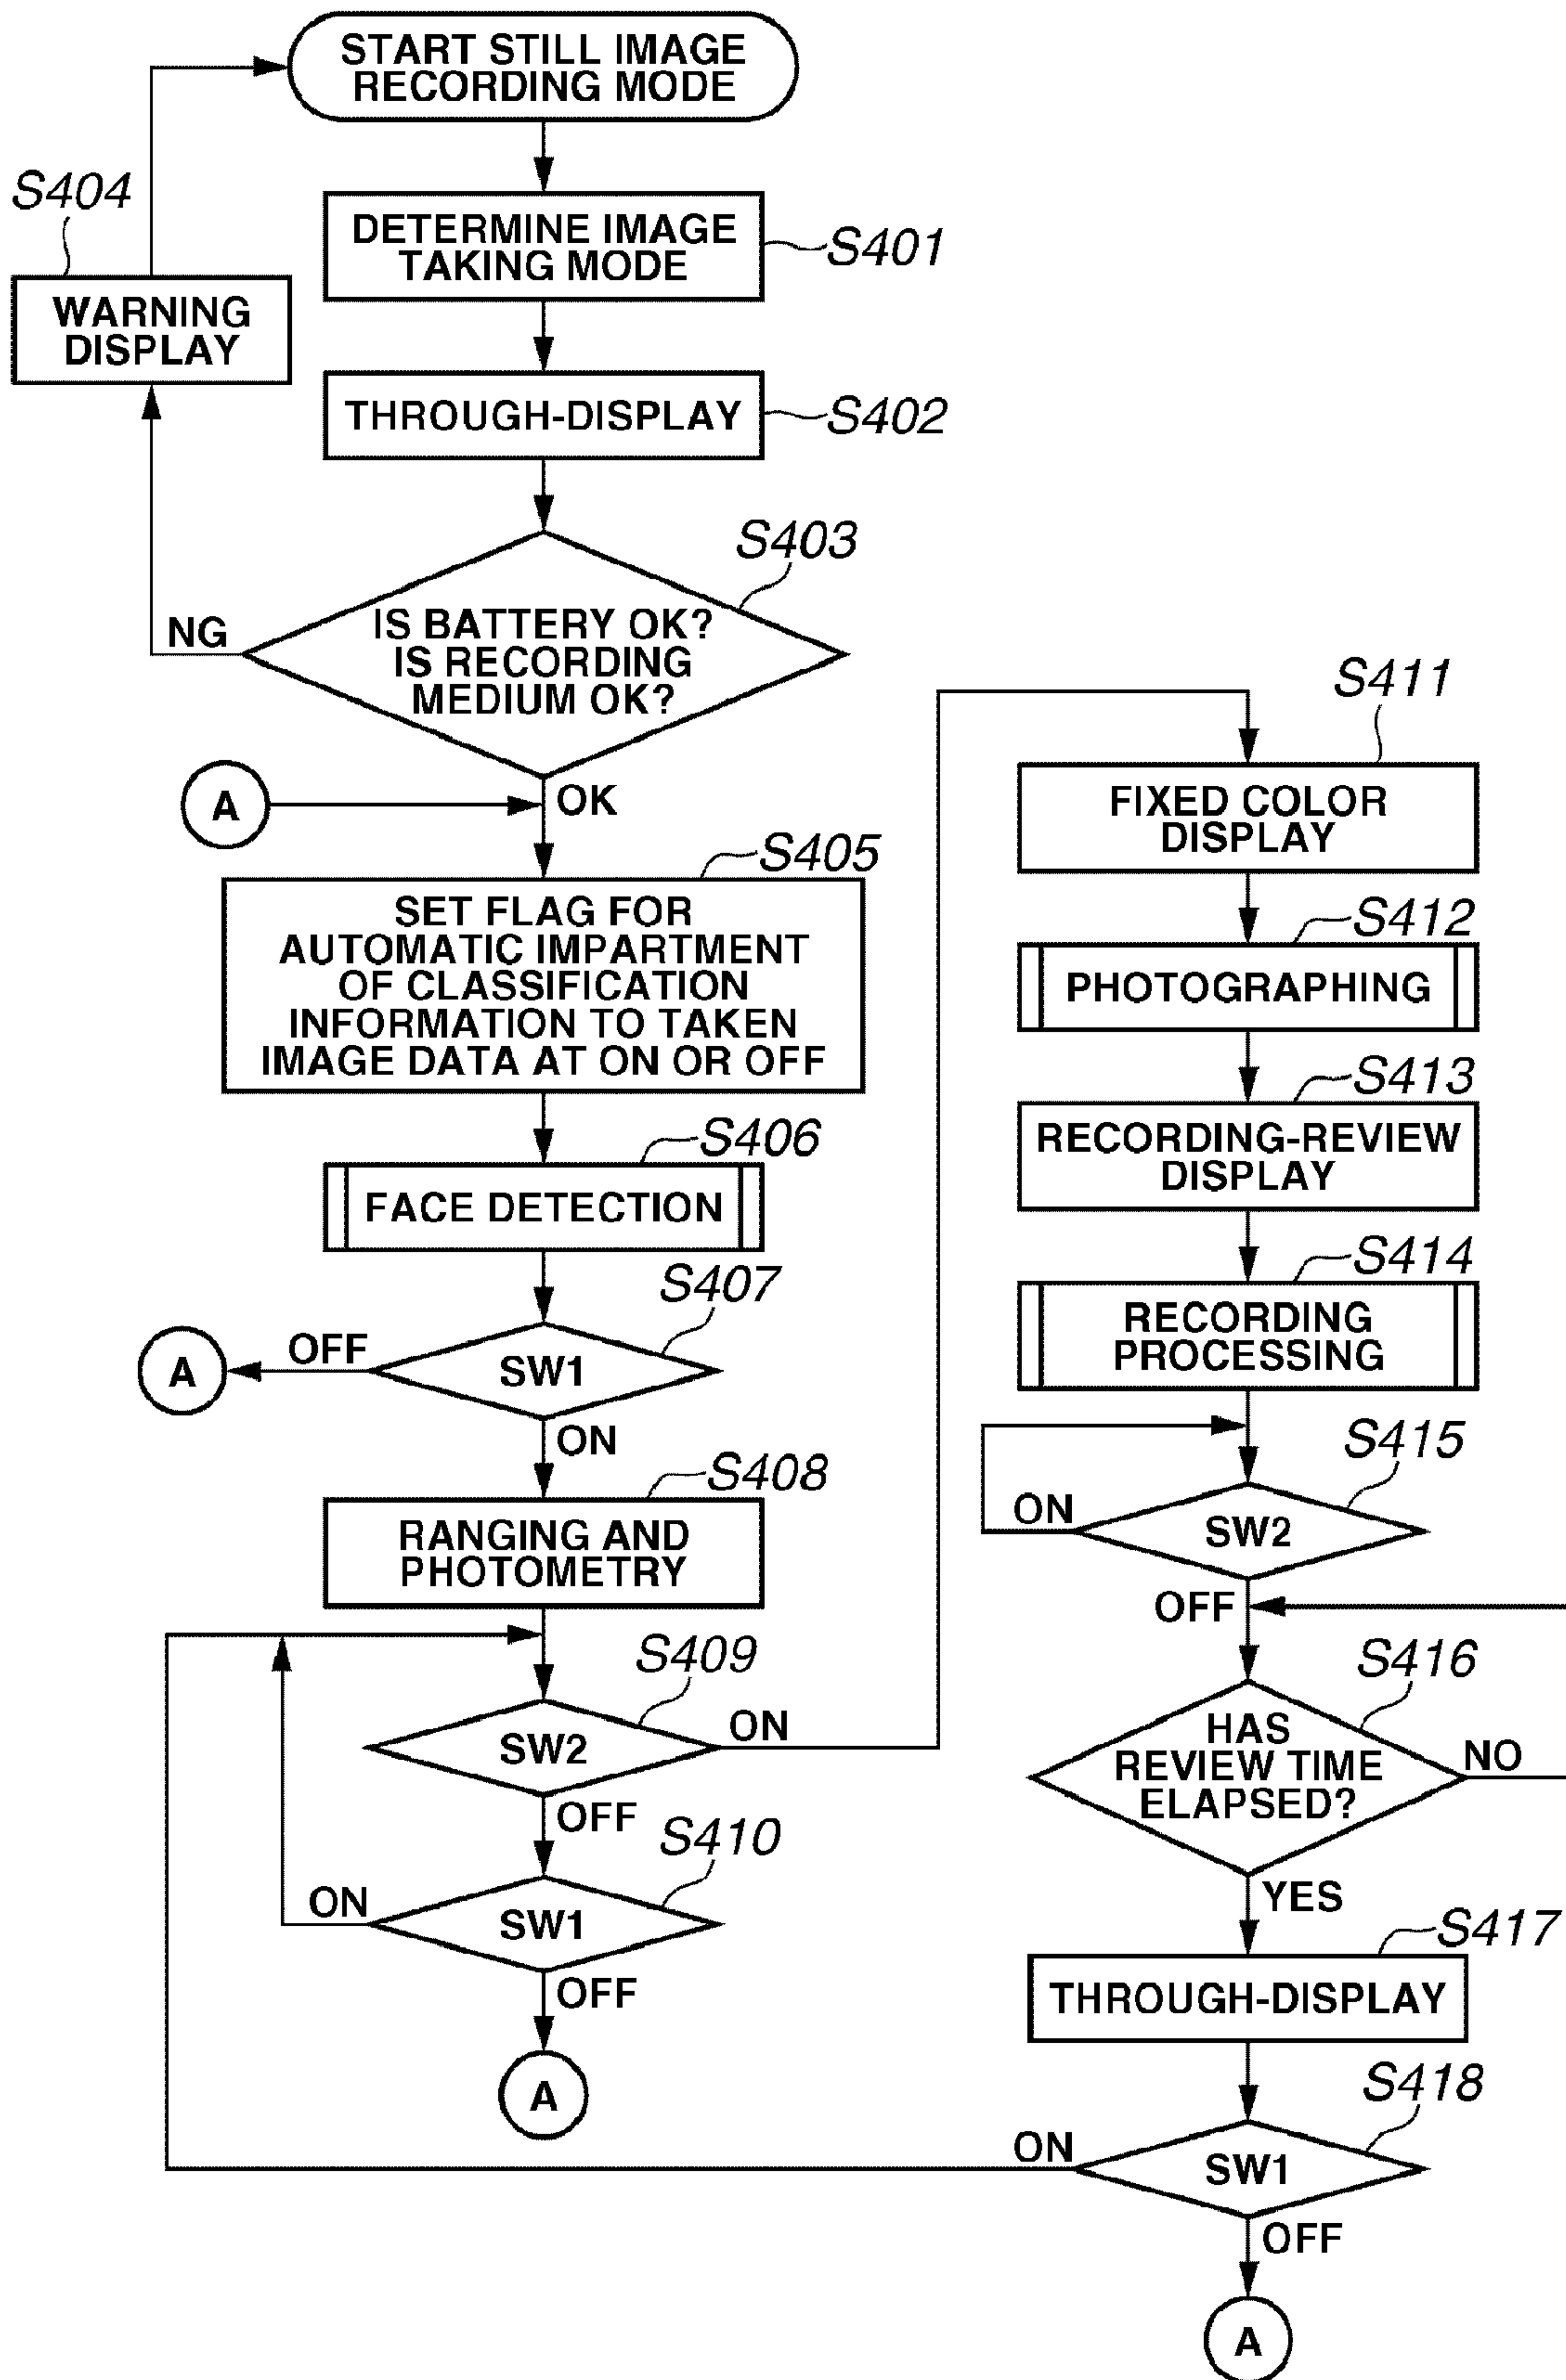 START STILL IMAGE
RECORDING MODE
S404
WARNING
DISPLAY
DETERMINE IMAGE
TAKING MODE
S401
THROUGH-DISPLAY
S402
S403
IS BATTERY OK?
IS RECORDING
MEDIUM OK?
NG
A
OK
S405
SET FLAG FOR
AUTOMATIC IMPARTMENT
OF CLASSIFICATION
INFORMATION TO TAKEN
IMAGE DATA AT ON OR OFF
S406
FACE DETECTION
S407
SW1
OFF
A
ON
S408
RANGING AND
PHOTOMETRY
S409
SW2
ON
OFF
S410
SW1
ON
OFF
A
S411
FIXED COLOR
DISPLAY
S412
PHOTOGRAPHING
S413
RECORDING-REVIEW
DISPLAY
S414
RECORDING
PROCESSING
S415
SW2
ON
OFF
S416
HAS
REVIEW TIME
ELAPSED?
NO
YES
S417
THROUGH-DISPLAY
S418
SW1
ON
OFF
A